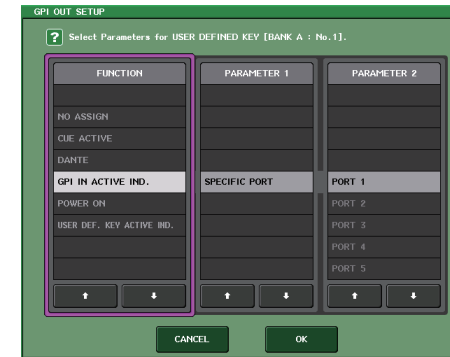 GPI OUT SETUP
? Select Parameters for USER DEFINED KEY [BANK A : No.1].
FUNCTION
NO ASSIGN
CUE ACTIVE
DANTE
GPI IN ACTIVE IND.
POWER ON
USER DEF. KEY ACTIVE IND.
PARAMETER 1
SPECIFIC PORT
PARAMETER 2
PORT 1
PORT 2
PORT 3
PORT 4
PORT 5
CANCEL
OK